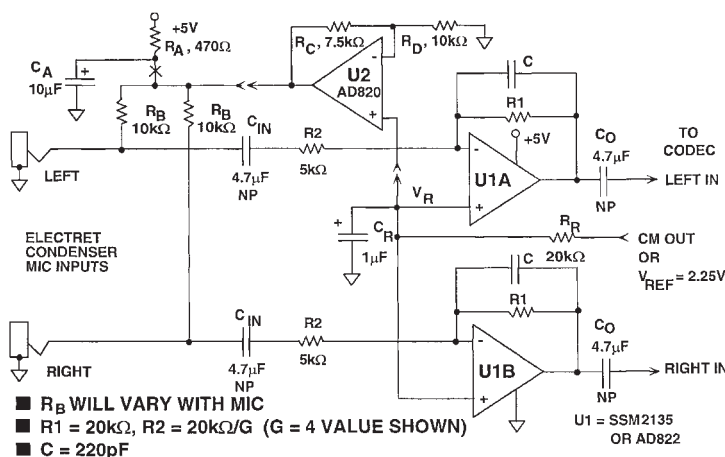 +5V
RA, 470Ω
CA
10μF
RC, 7.5kΩ
RD, 10kΩ
U2
AD820
RB
10kΩ
RB
10kΩ
CIN
4.7μF
NP
R2
5kΩ
C
R1
+5V
U1A
CO
4.7μF
NP
TO
CODEC
LEFT IN
LEFT
VR
ELECTRET
CONDENSER
MIC INPUTS
CR
1μF
RR
20kΩ
CM OUT
OR
VREF = 2.25V
C
R1
CIN
4.7μF
NP
R2
5kΩ
U1B
CO
4.7μF
NP
RIGHT IN
RIGHT
■ RB WILL VARY WITH MIC
■ R1 = 20kΩ, R2 = 20kΩ/G (G = 4 VALUE SHOWN)
■ C = 220pF
U1 = SSM2135
OR AD822